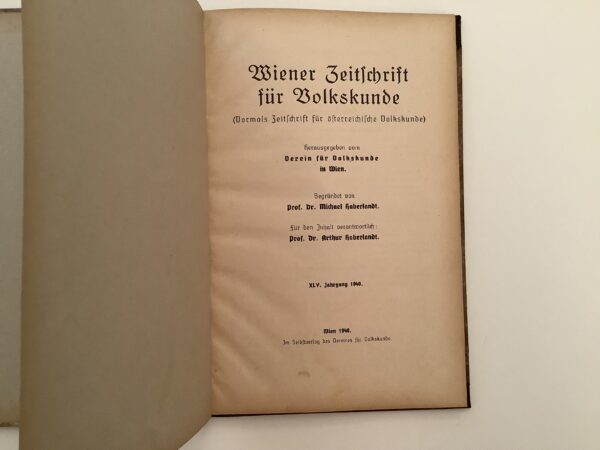 Wiener Zeitschrift
für Volkskunde
(Vormals Zeitschrift für österreichische Volkskunde)
Herausgegeben vom
Verein für Volkskunde
in Wien.
Begründet von
Prof. Dr. Michael Haberlandt.
Für den Inhalt verantwortlich:
Prof. Dr. Arthur Haberlandt.
XLV. Jahrgang 1940.
Wien 1940.
Im Selbstverlag des Vereines für Volkskunde.